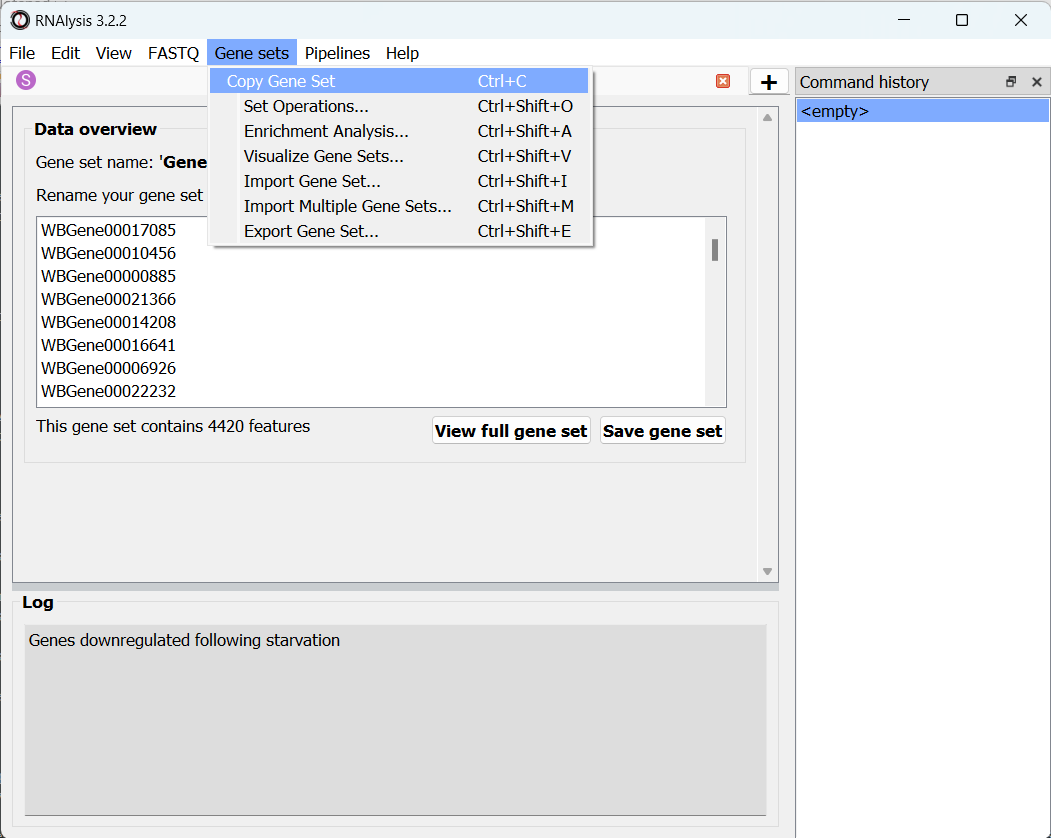 RNAlysis 3.2.2
File Edit View FASTQ Gene sets Pipelines Help
S
Copy Gene Set Ctrl+C
Set Operations... Ctrl+Shift+O
Enrichment Analysis... Ctrl+Shift+A
Visualize Gene Sets... Ctrl+Shift+V
Import Gene Set... Ctrl+Shift+I
Import Multiple Gene Sets... Ctrl+Shift+M
Export Gene Set... Ctrl+Shift+E
Data overview
Gene set name: 'Gene
Rename your gene set
WBGene00017085
WBGene00010456
WBGene00000885
WBGene00021366
WBGene00014208
WBGene00016641
WBGene00006926
WBGene00022232
This gene set contains 4420 features
View full gene set Save gene set
Log
Genes downregulated following starvation
Command history
<empty>